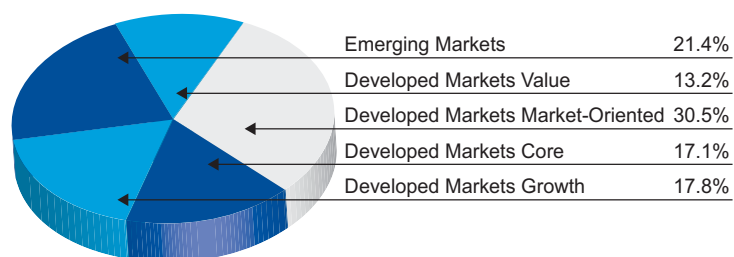 Emerging Markets 21.4%
Developed Markets Value 13.2%
Developed Markets Market-Oriented 30.5%
Developed Markets Core 17.1%
Developed Markets Growth 17.8%